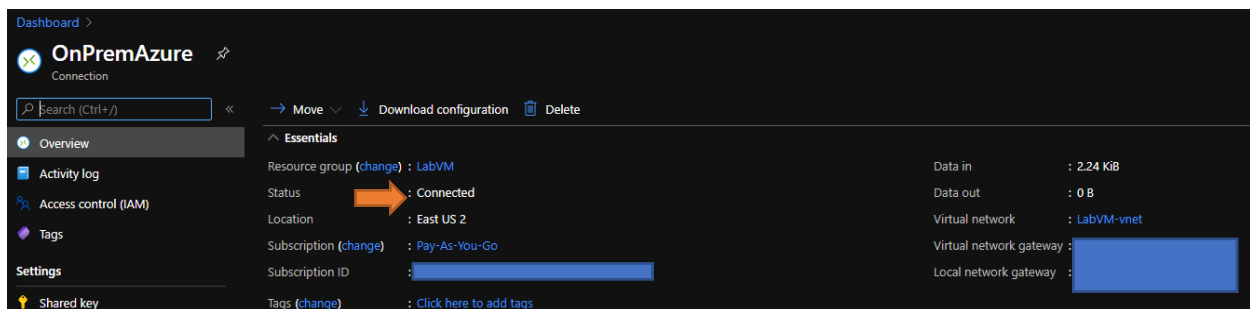 Dashboard >
OnPremAzure
Connection
Search (Ctrl+/)
«
Overview
Activity log
Access control (IAM)
Tags
Settings
Shared key
Move
Download configuration
Delete
Essentials
Resource group (change) : LabVM
Status : Connected
Location : East US 2
Subscription (change) : Pay-As-You-Go
Subscription ID :
Tags (change) : Click here to add tags
Data in : 2.24 KiB
Data out : 0 B
Virtual network : LabVM-vnet
Virtual network gateway :
Local network gateway :